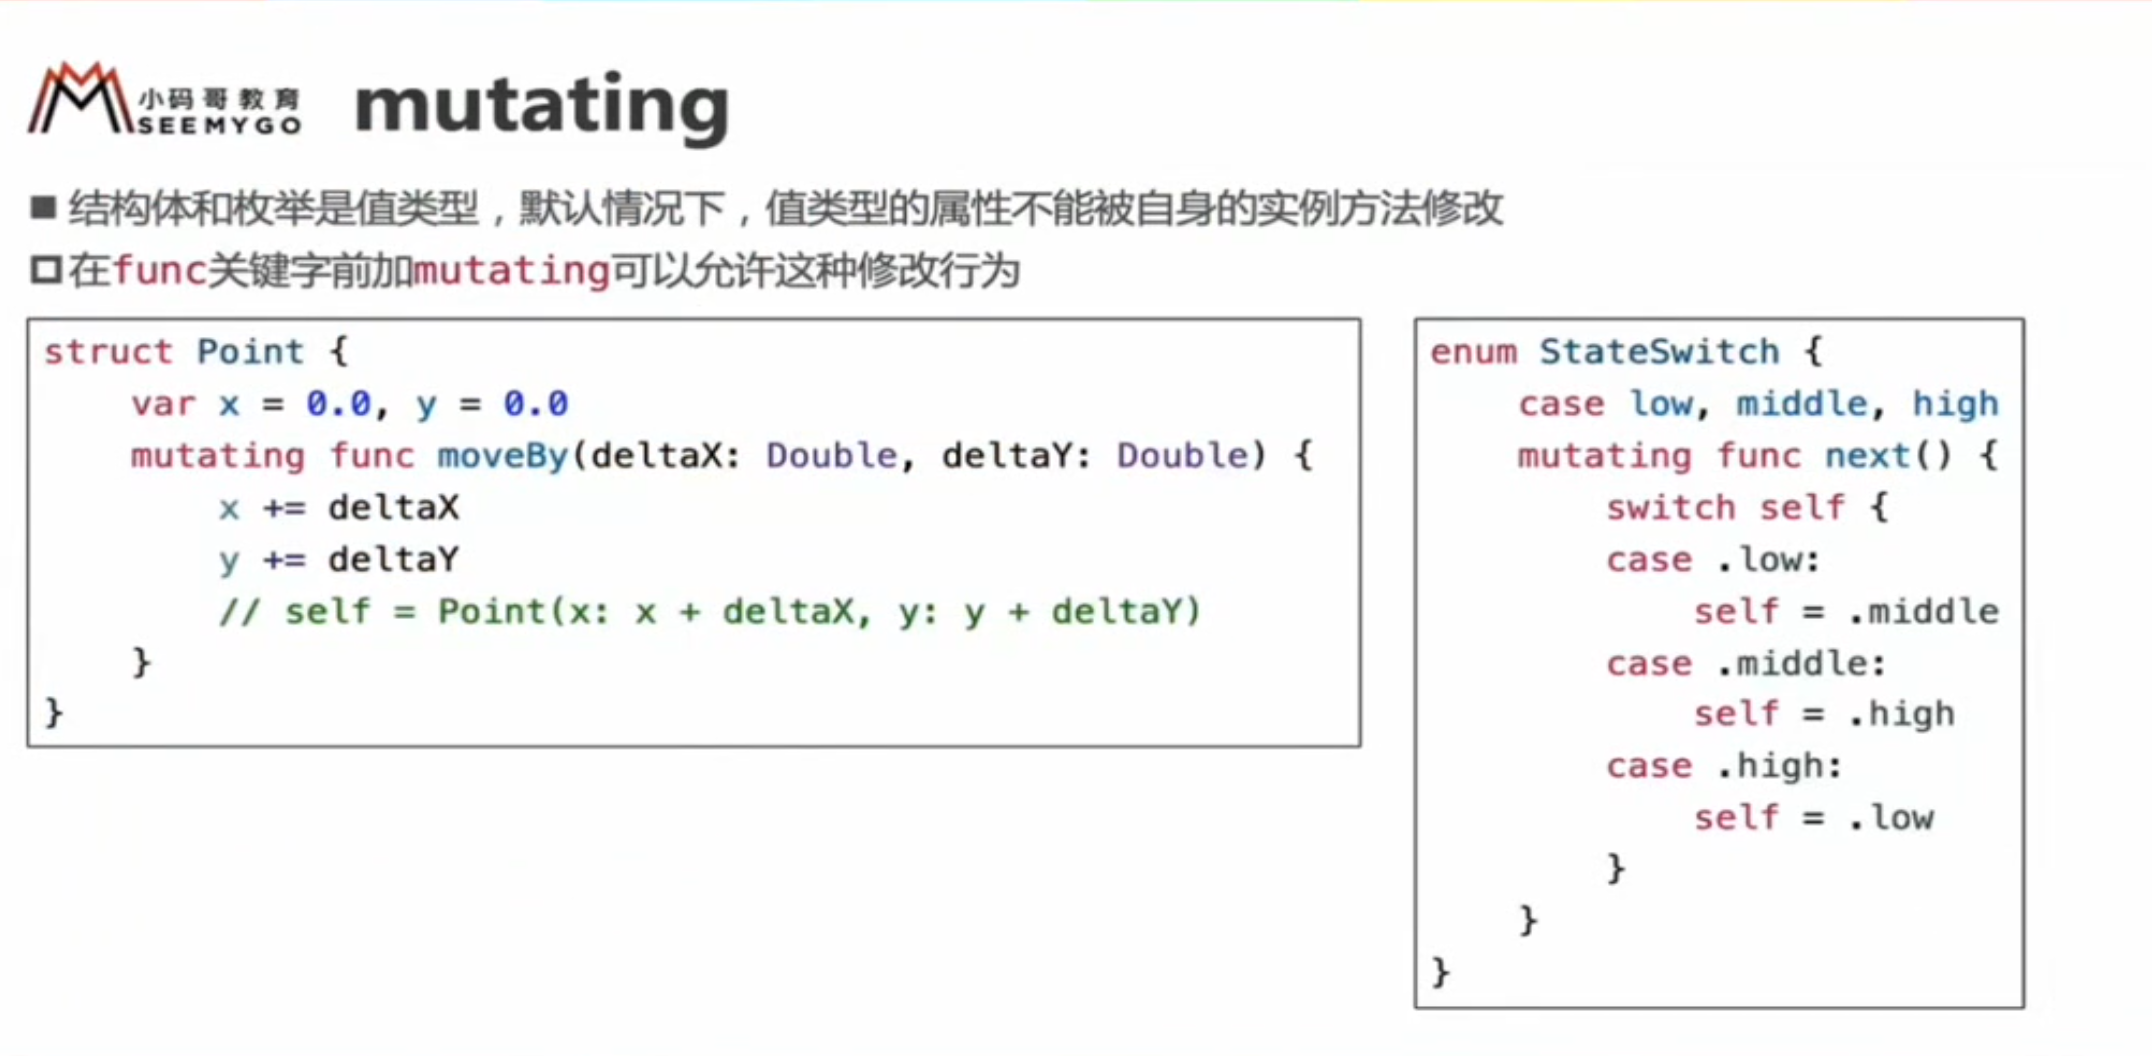 小码哥教育
SEEMYGO
mutating
■ 结构体和枚举是值类型，默认情况下，值类型的属性不能被自身的实例方法修改
在func关键字前加mutating可以允许这种修改行为
struct Point {
    var x = 0.0, y = 0.0
    mutating func moveBy(deltaX: Double, deltaY: Double) {
        x += deltaX
        y += deltaY
        // self = Point(x: x + deltaX, y: y + deltaY)
    }
}
enum StateSwitch {
    case low, middle, high
    mutating func next() {
        switch self {
        case .low:
            self = .middle
        case .middle:
            self = .high
        case .high:
            self = .low
        }
    }
}